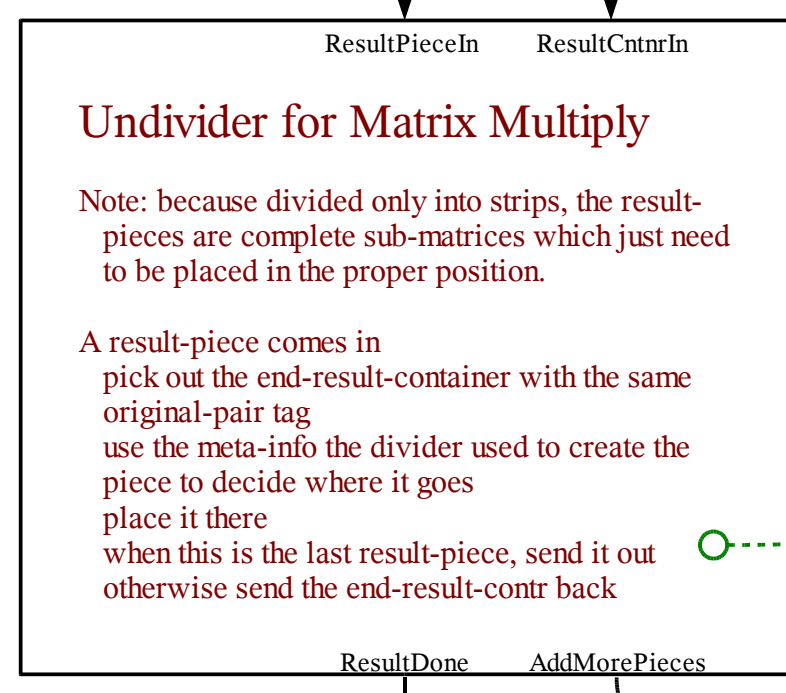 ResultPieceIn ResultCntnrIn
Undivider for Matrix Multiply
Note: because divided only into strips, the result-
pieces are complete sub-matrices which just need
to be placed in the proper position.
A result-piece comes in
pick out the end-result-container with the same
original-pair tag
use the meta-info the divider used to create the
piece to decide where it goes
place it there
when this is the last result-piece, send it out
otherwise send the end-result-contr back
ResultDone AddMorePieces